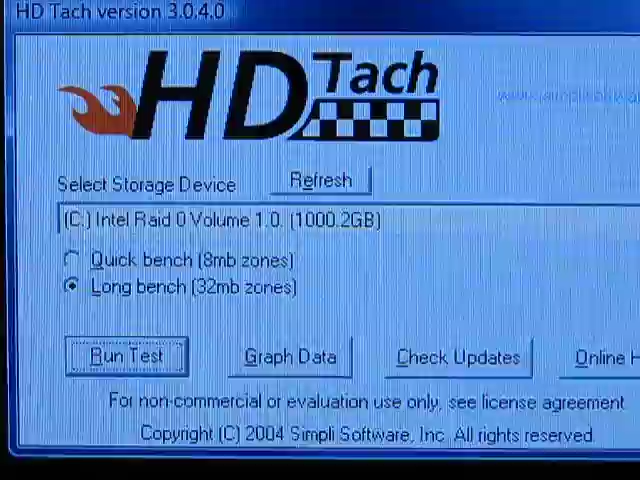 HD Tach version 3.0.4.0
HD Tach
Select Storage Device
Refresh
(C:) Intel Raid 0 Volume 1.0. (1000.2GB)
Quick bench (8mb zones)
Long bench (32mb zones)
Run Test
Graph Data
Check Updates
Online H
For non-commercial or evaluation use only, see license agreement
Copyright (C) 2004 Simpli Software, Inc. All rights reserved.